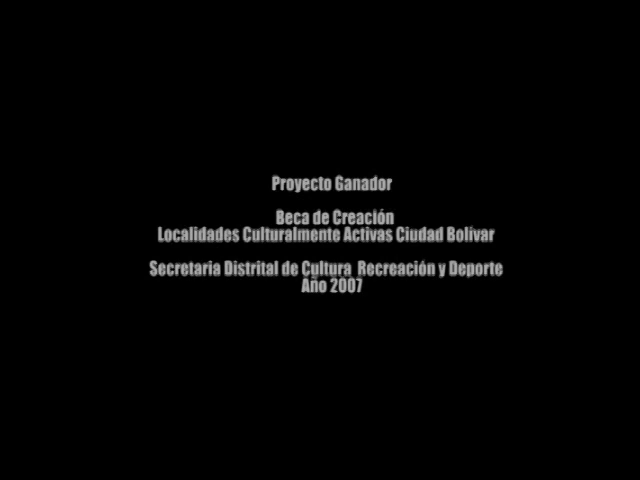 Proyecto Ganador
Beca de Creación
Localidades Culturalmente Activas Ciudad Bolivar
Secretaria Distrital de Cultura Recreación y Deporte
Año 2007